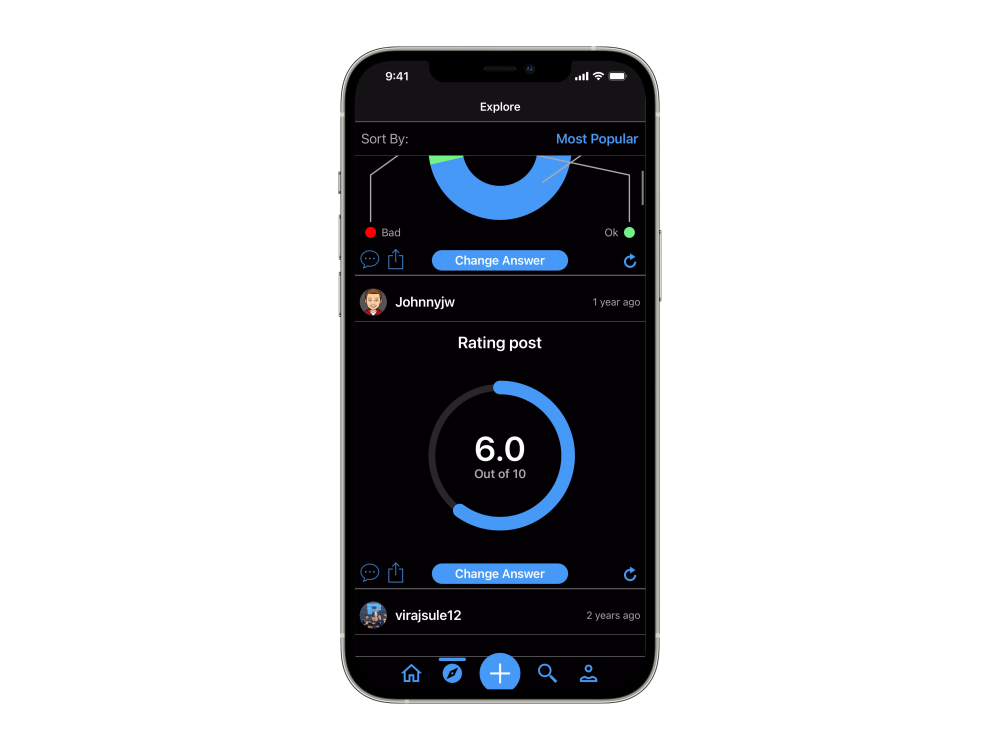 9:41
Explore
Sort By: Most Popular
Bad Ok
Change Answer
Johnnyjw 1 year ago
Rating post
6.0
Out of 10
Change Answer
virajsule12 2 years ago